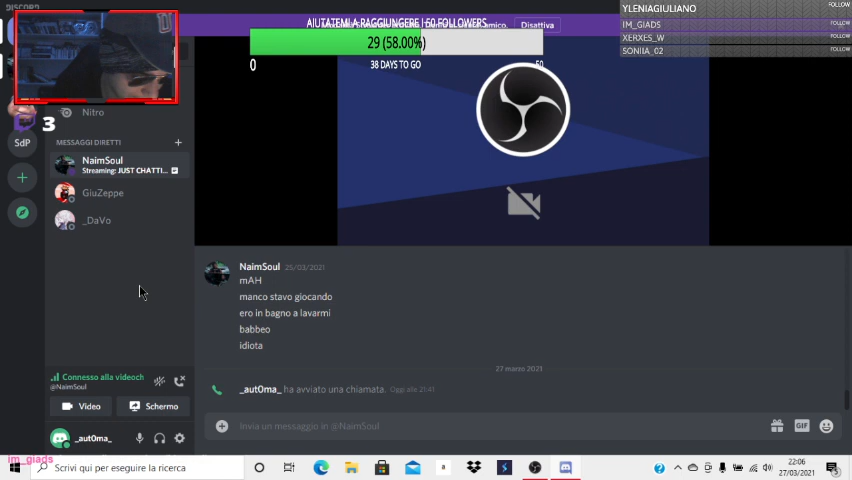 DISCORD
AIUTATEMI A RAGGIUNGERE I 50 FOLLOWERS
amico.
Disattiva
29 (58.00%)
0
38 DAYS TO GO
50
YLENIAGIULIANO
FOLLOW
IM_GIADS
FOLLOW
XERXES_W
FOLLOW
SONIIA_02
FOLLOW
3
Nitro
SdP
MESSAGGI DIRETTI
NaimSoul
Streaming: JUST CHATTI...
GiuZeppe
_DaVo
NaimSoul 25/03/2021
mAH
manco stavo giocando
ero in bagno a lavarmi
babbeo
idiota
27 marzo 2021
_aut0ma_ ha avviato una chiamata. Oggi alle 21:41
Connesso alla videoch
@NaimSoul
Video
Schermo
_aut0ma_
Invia un messaggio in @NaimSoul
GIF
im_giads
Scrivi qui per eseguire la ricerca
22:06
27/03/2021